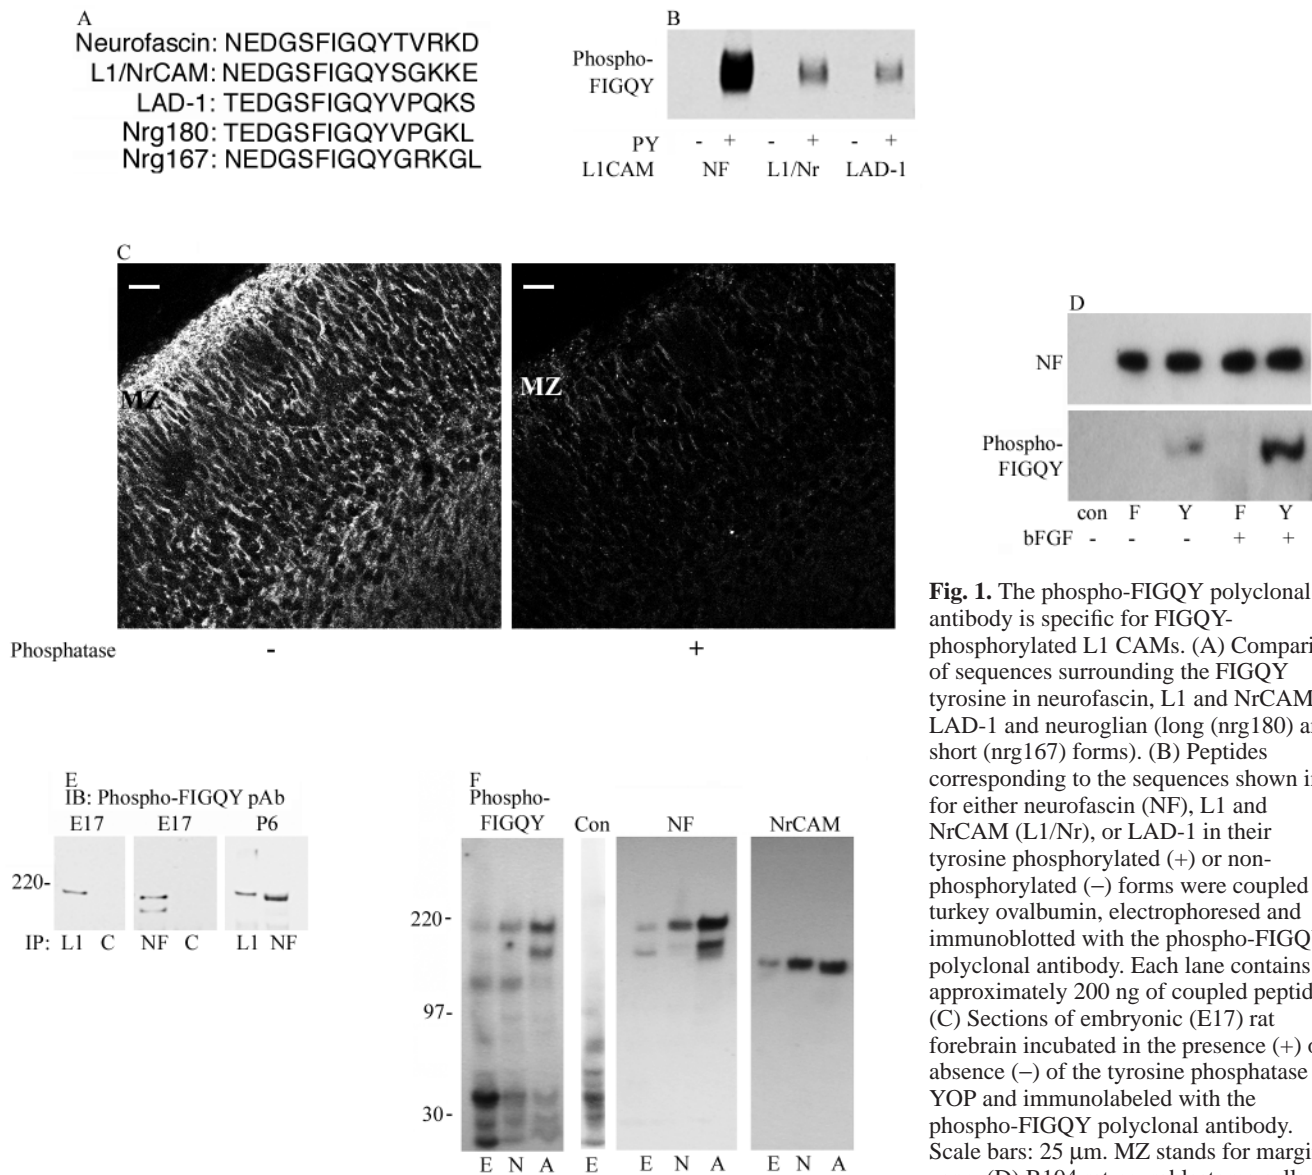 A
Neurofascin: NEDGSFIGQYTVRKD
L1/NrCAM: NEDGSFIGQYSGKKE
LAD-1: TEDGSFIGQYVPQKS
Nrg180: TEDGSFIGQYVPGKL
Nrg167: NEDGSFIGQYGRKGL
B
Phospho-
FIGQY
PY - + - + - +
L1CAM NF L1/Nr LAD-1
C
MZ
MZ
Phosphatase - +
D
NF
Phospho-
FIGQY
con F Y F Y
bFGF - - - + +
E
IB: Phospho-FIGQY pAb
E17 E17 P6
220-
IP: L1 C NF C L1 NF
F
Phospho-
FIGQY Con NF NrCAM
220-
97-
30-
E N A E E N A E N A
Fig. 1. The phospho-FIGQY polyclonal
antibody is specific for FIGQY-
phosphorylated L1 CAMs. (A)
of sequences surrounding the FIGQY
tyrosine in neurofascin, L1 and NrCAM
LAD-1 and neuroglian (long (nrg180)
short (nrg167) forms). (B) Peptides
corresponding to the sequences shown
for either neurofascin (NF), L1 and
NrCAM (L1/Nr), or LAD-1 in their
tyrosine phosphorylated (+) or non-
phosphorylated (–) forms were coupled
turkey ovalbumin, electrophoresed and
immunoblotted with the
polyclonal antibody. Each lane contains
approximately 200 ng of coupled
(C) Sections of embryonic (E17) rat
forebrain incubated in the presence (+)
absence (–) of the tyrosine phosphatase
YOP and immunolabeled with the
phospho-FIGQY polyclonal antibody.
Scale bars: 25 μm. MZ stands for